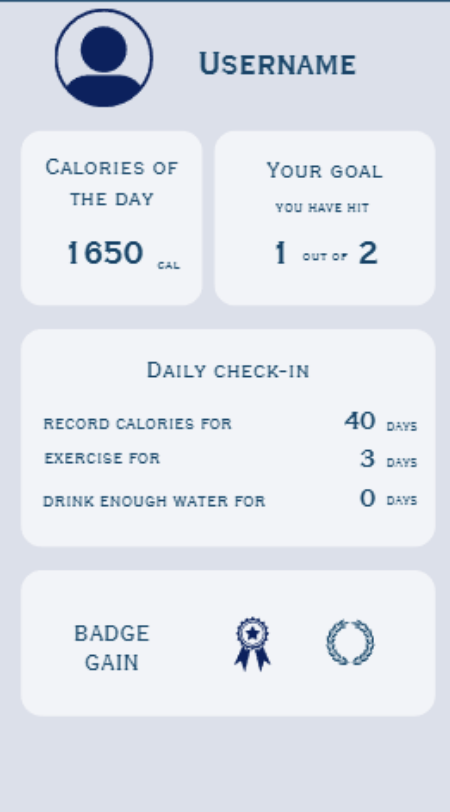 USERNAME
CALORIES OF
THE DAY
1650 CAL
YOUR GOAL
YOU HAVE HIT
1 OUT OF 2
DAILY CHECK-IN
RECORD CALORIES FOR 40 DAYS
EXERCISE FOR 3 DAYS
DRINK ENOUGH WATER FOR 0 DAYS
BADGE
GAIN